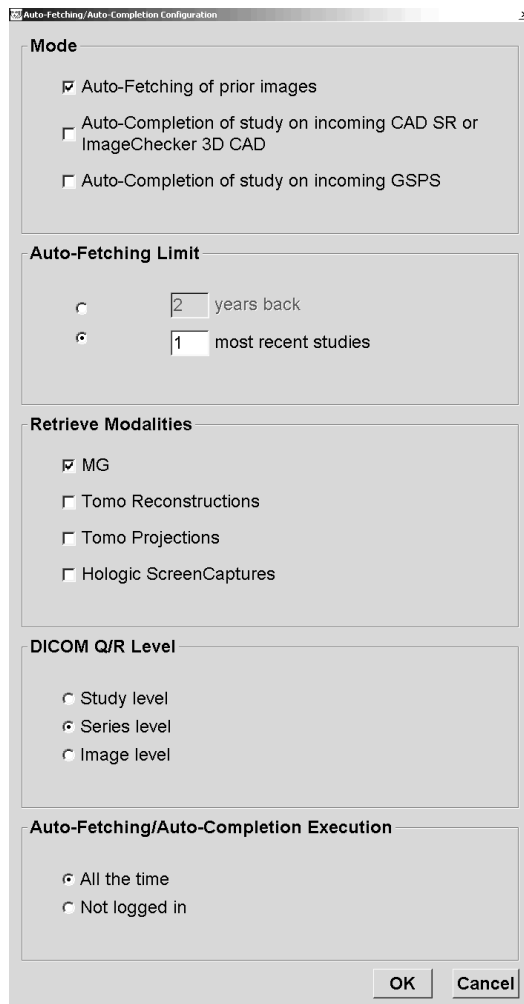 Auto-Fetching/Auto-Completion Configuration
Mode
Auto-Fetching of prior images
Auto-Completion of study on incoming CAD SR or
ImageChecker 3D CAD
Auto-Completion of study on incoming GSPS
Auto-Fetching Limit
2 years back
1 most recent studies
Retrieve Modalities
MG
Tomo Reconstructions
Tomo Projections
Hologic ScreenCaptures
DICOM Q/R Level
Study level
Series level
Image level
Auto-Fetching/Auto-Completion Execution
All the time
Not logged in
OK Cancel